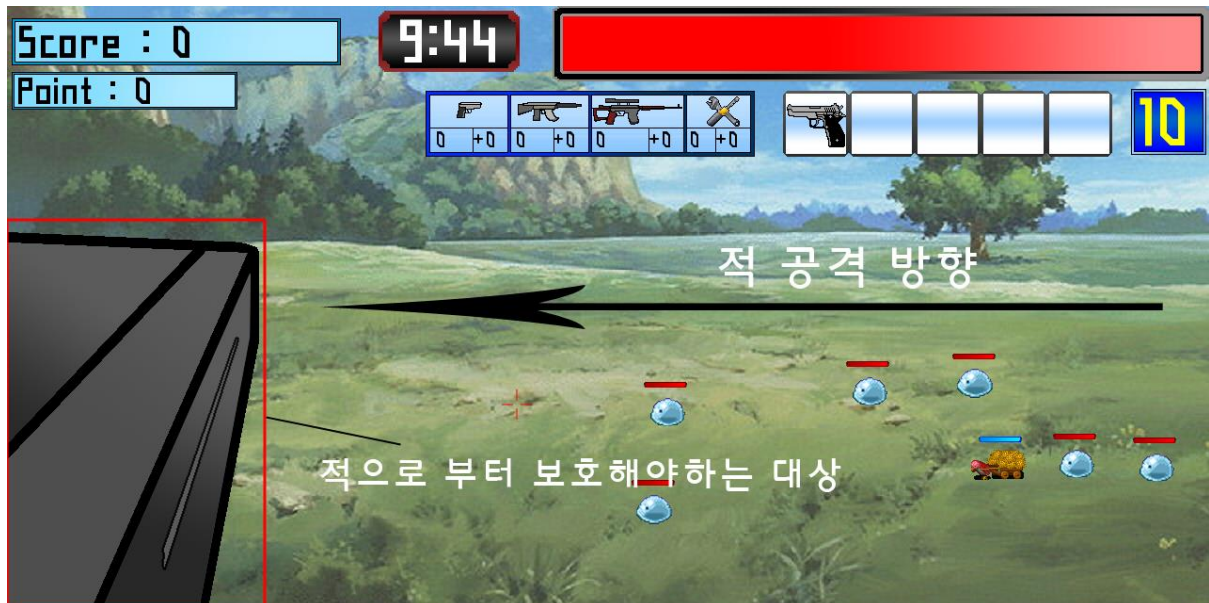 Score : 0
9:44
Point : 0
0 +0 0 +0 0 +0 0 +0
10
적 공격 방향
적으로 부터 보호해야하는 대상